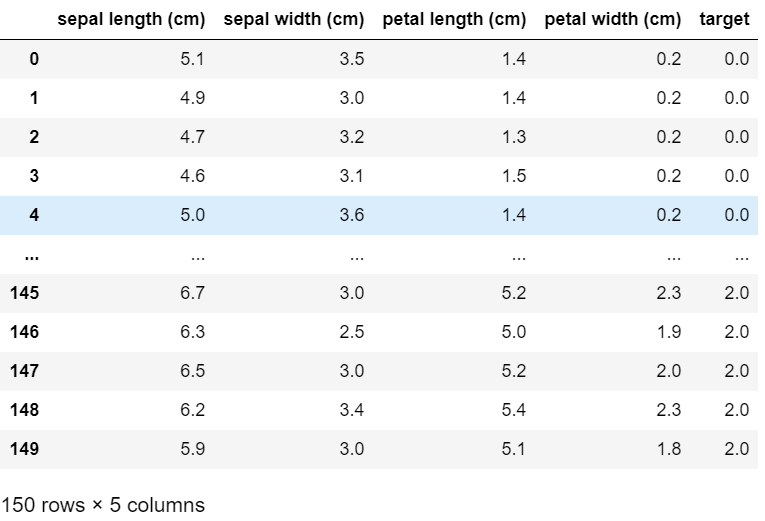 sepal length (cm) sepal width (cm) petal length (cm) petal width (cm) target
0 5.1 3.5 1.4 0.2 0.0
1 4.9 3.0 1.4 0.2 0.0
2 4.7 3.2 1.3 0.2 0.0
3 4.6 3.1 1.5 0.2 0.0
4 5.0 3.6 1.4 0.2 0.0
... ... ... ... ... ...
145 6.7 3.0 5.2 2.3 2.0
146 6.3 2.5 5.0 1.9 2.0
147 6.5 3.0 5.2 2.0 2.0
148 6.2 3.4 5.4 2.3 2.0
149 5.9 3.0 5.1 1.8 2.0
150 rows × 5 columns